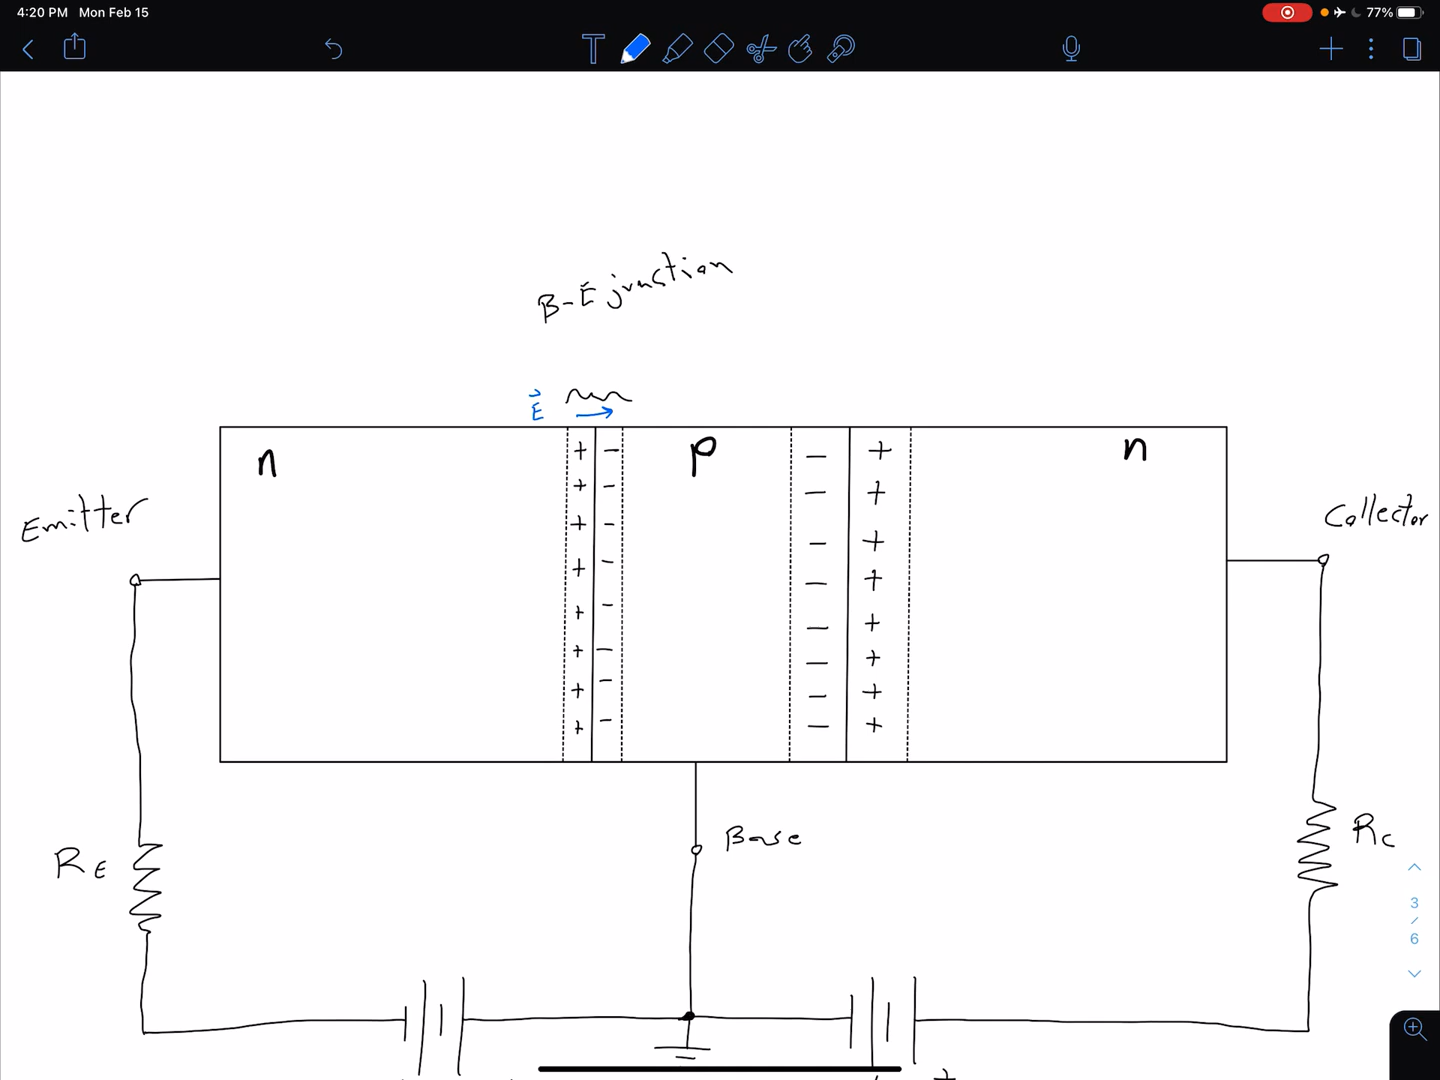 4:20 PM Mon Feb 15
77%
T
B-E junction
E
n
p
n
+ - - +
+ - - +
+ - - +
+ - - +
+ - - +
+ - - +
+ - - +
+ - - +
Emitter
Collector
Base
RE
RC
3
/
6
+